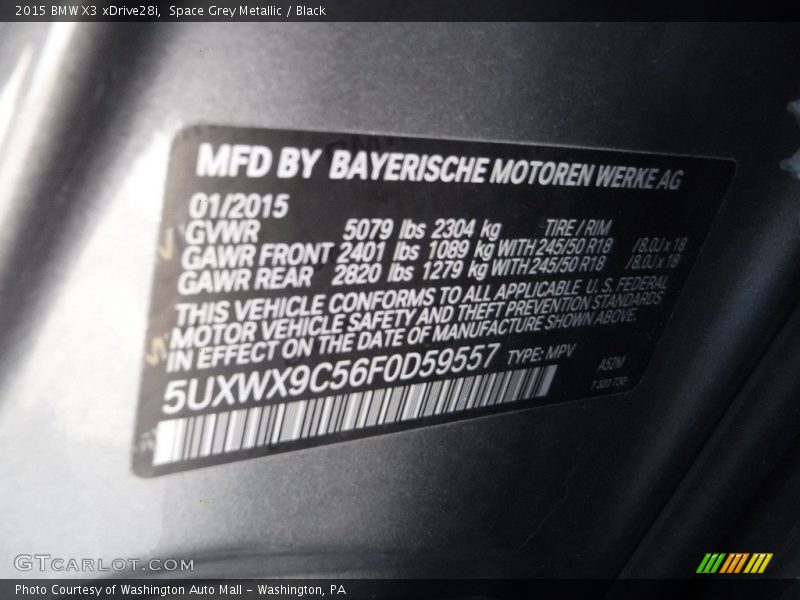 2015 BMW X3 xDrive28i, Space Grey Metallic / Black
MFD BY BAYERISCHE MOTOREN WERKE AG
01/2015
GVWR 5079 lbs 2304 kg TIRE / RIM
GAWR FRONT 2401 lbs 1089 kg WITH 245/50 R18 /8.0J x 18
GAWR REAR 2820 lbs 1279 kg WITH 245/50 R18 /8.0J x 18
THIS VEHICLE CONFORMS TO ALL APPLICABLE U.S. FEDERAL
MOTOR VEHICLE SAFETY AND THEFT PREVENTION STANDARDS
IN EFFECT ON THE DATE OF MANUFACTURE SHOWN ABOVE.
5UXWX9C56F0D59557 TYPE: MPV
A52M
T 320 730
GTCARLOT.COM
Photo Courtesy of Washington Auto Mall - Washington, PA